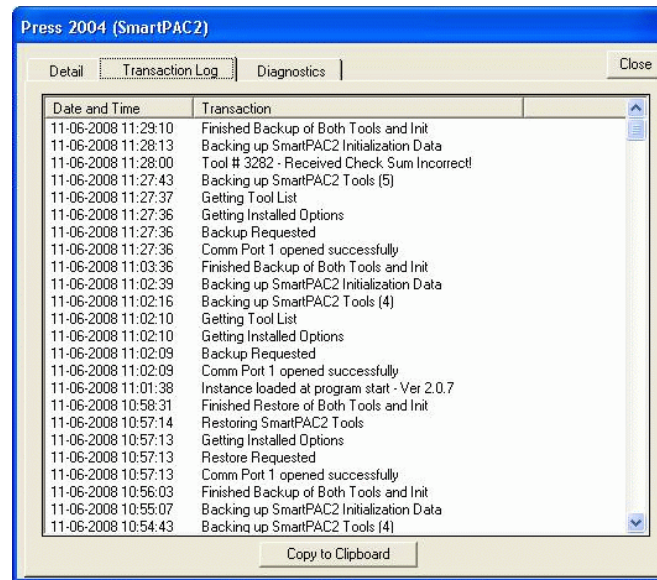 Press 2004 (SmartPAC2)
Detail Transaction Log Diagnostics Close
Date and Time Transaction
11-06-2008 11:29:10 Finished Backup of Both Tools and Init
11-06-2008 11:28:13 Backing up SmartPAC2 Initialization Data
11-06-2008 11:28:00 Tool # 3282 - Received Check Sum Incorrect!
11-06-2008 11:27:43 Backing up SmartPAC2 Tools (5)
11-06-2008 11:27:37 Getting Tool List
11-06-2008 11:27:36 Getting Installed Options
11-06-2008 11:27:36 Backup Requested
11-06-2008 11:27:36 Comm Port 1 opened successfully
11-06-2008 11:03:36 Finished Backup of Both Tools and Init
11-06-2008 11:02:39 Backing up SmartPAC2 Initialization Data
11-06-2008 11:02:16 Backing up SmartPAC2 Tools (4)
11-06-2008 11:02:10 Getting Tool List
11-06-2008 11:02:10 Getting Installed Options
11-06-2008 11:02:09 Backup Requested
11-06-2008 11:02:09 Comm Port 1 opened successfully
11-06-2008 11:01:38 Instance loaded at program start - Ver 2.0.7
11-06-2008 10:58:31 Finished Restore of Both Tools and Init
11-06-2008 10:57:14 Restoring SmartPAC2 Tools
11-06-2008 10:57:13 Getting Installed Options
11-06-2008 10:57:13 Restore Requested
11-06-2008 10:57:13 Comm Port 1 opened successfully
11-06-2008 10:56:03 Finished Backup of Both Tools and Init
11-06-2008 10:55:07 Backing up SmartPAC2 Initialization Data
11-06-2008 10:54:43 Backing up SmartPAC2 Tools (4)
Copy to Clipboard